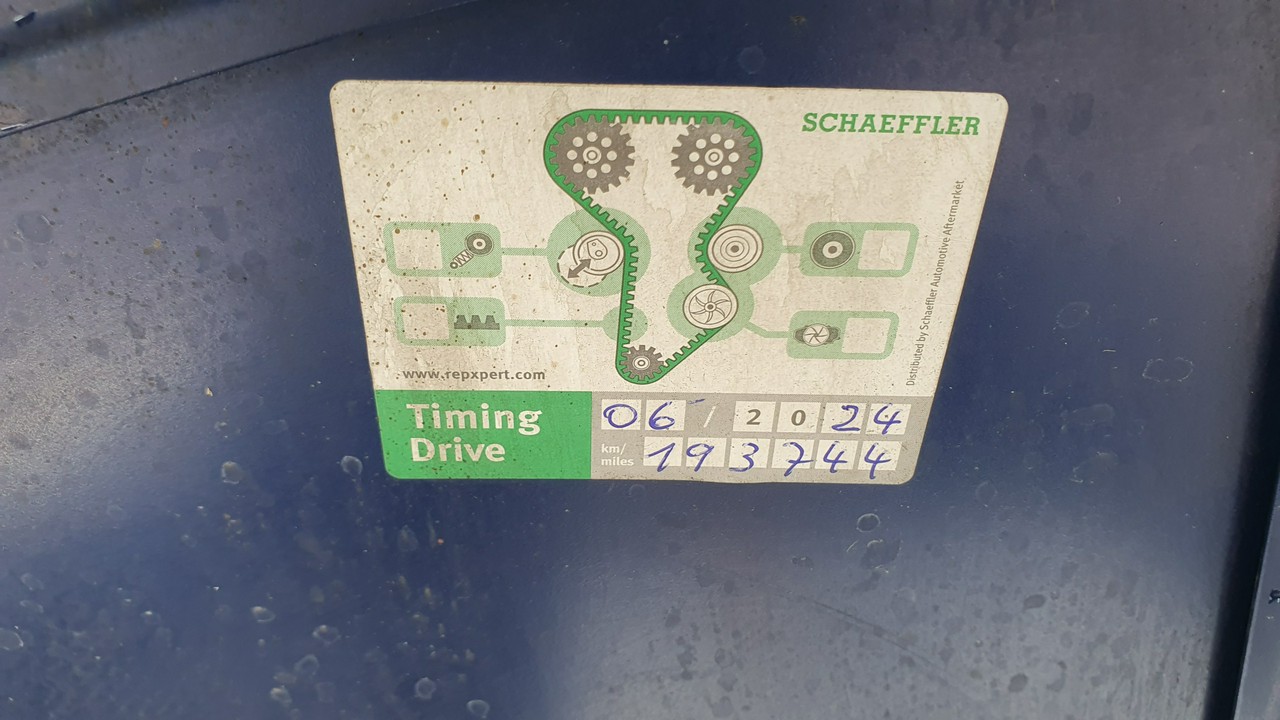 SCHAEFFLER
Distributed by Schaeffler Automotive Aftermarket
www.repxpert.com
Timing
Drive
06 / 2024
km/
miles
193744